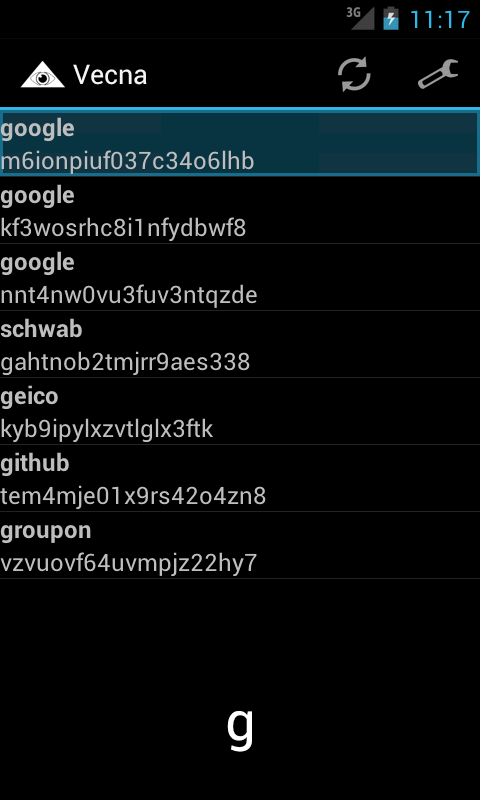 3G 11:17
Vecna
google
m6ionpiuf037c34o6lhb
google
kf3wosrhc8i1nfydbwf8
google
nnt4nw0vu3fuv3ntqzde
schwab
gahtnob2tmjrr9aes338
geico
kyb9ipylxzvtlglx3ftk
github
tem4mje01x9rs42o4zn8
groupon
vzvuovf64uvmpjz22hy7
g